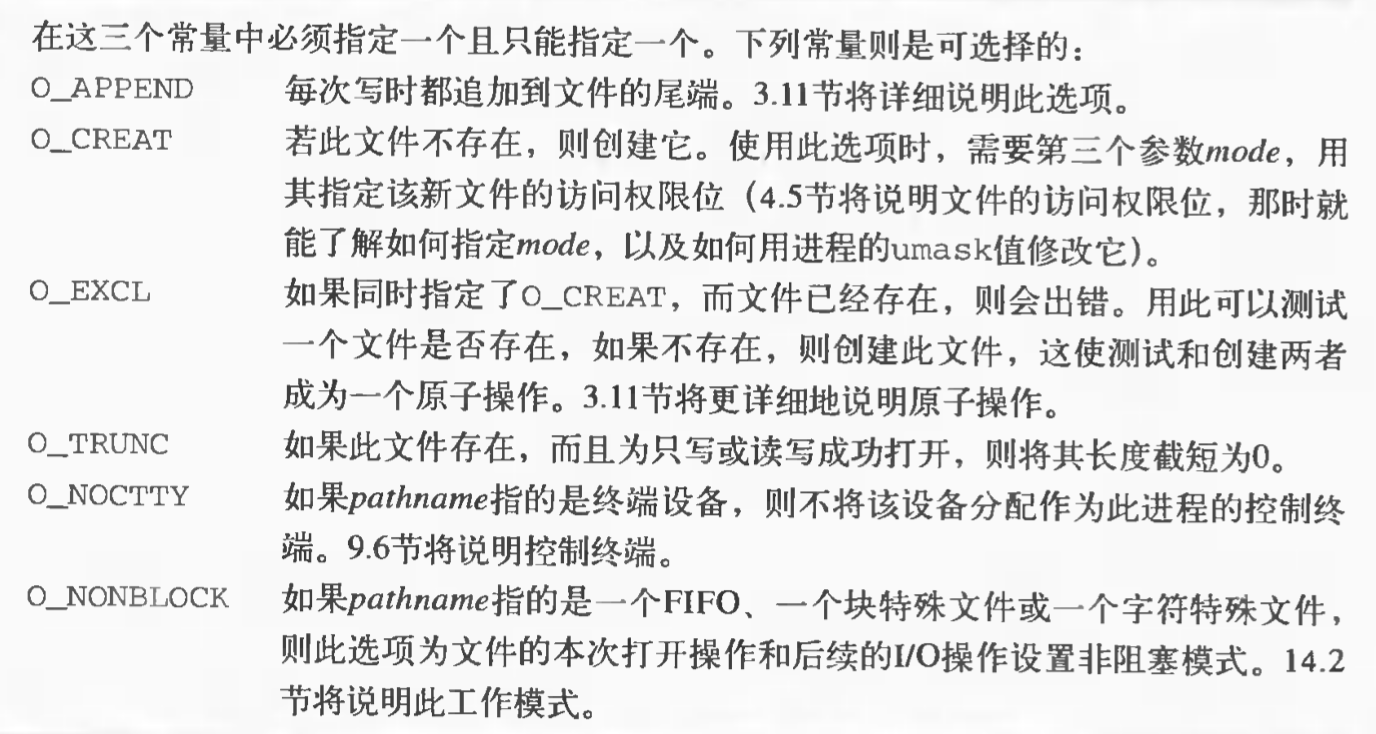 在这三个常量中必须指定一个且只能指定一个。下列常量则是可选择的：
O_APPEND 每次写时都追加到文件的尾端。3.11节将详细说明此选项。
O_CREAT 若此文件不存在，则创建它。使用此选项时，需要第三个参数mode，用
其指定该新文件的访问权限位（4.5节将说明文件的访问权限位，那时就
能了解如何指定mode，以及如何用进程的umask值修改它）。
O_EXCL 如果同时指定了O_CREAT，而文件已经存在，则会出错。用此可以测试
一个文件是否存在，如果不存在，则创建此文件，这使测试和创建两者
成为一个原子操作。3.11节将更详细地说明原子操作。
O_TRUNC 如果此文件存在，而且为只写或读写成功打开，则将其长度截短为0。
O_NOCTTY 如果pathname指的是终端设备，则不将该设备分配作为此进程的控制终
端。9.6节将说明控制终端。
O_NONBLOCK 如果pathname指的是一个FIFO、一个块特殊文件或一个字符特殊文件，
则此选项为文件的本次打开操作和后续的I/O操作设置非阻塞模式。14.2
节将说明此工作模式。